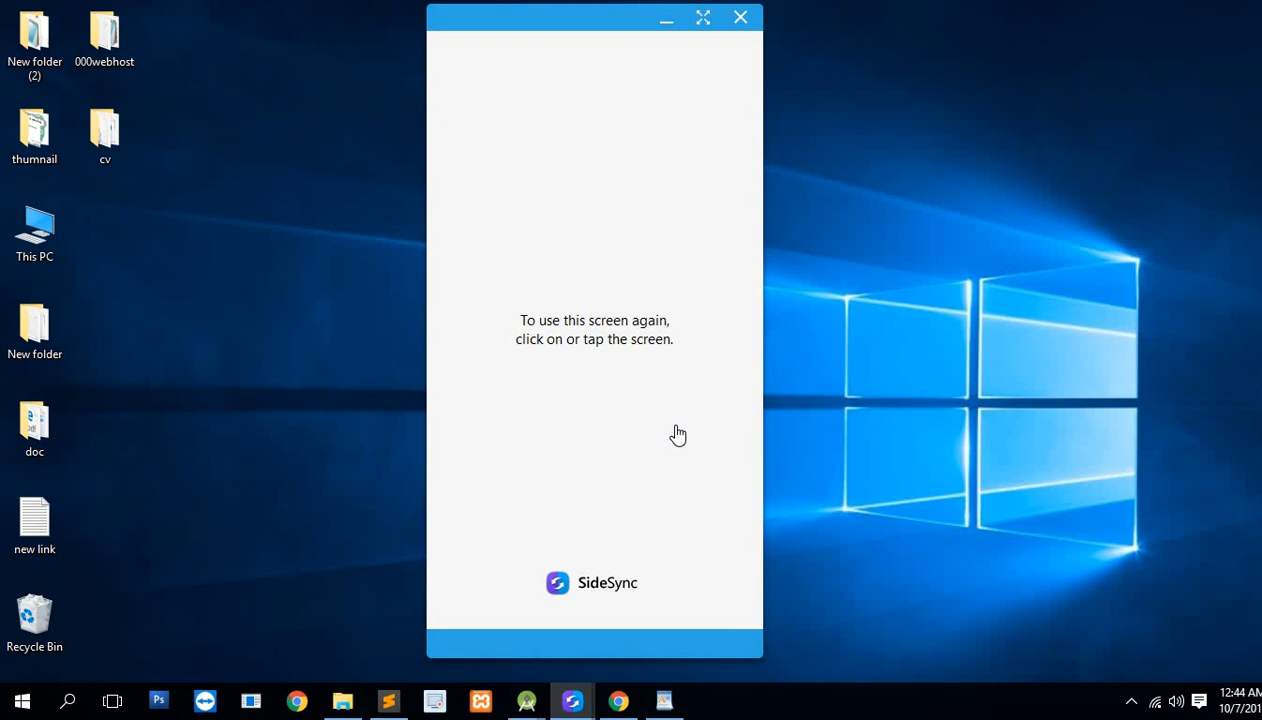 New folder
(2)
000webhost
thumnail
cv
This PC
New folder
doc
new link
Recycle Bin
To use this screen again,
click on or tap the screen.
SideSync
Ps
12:44 AM
10/7/201